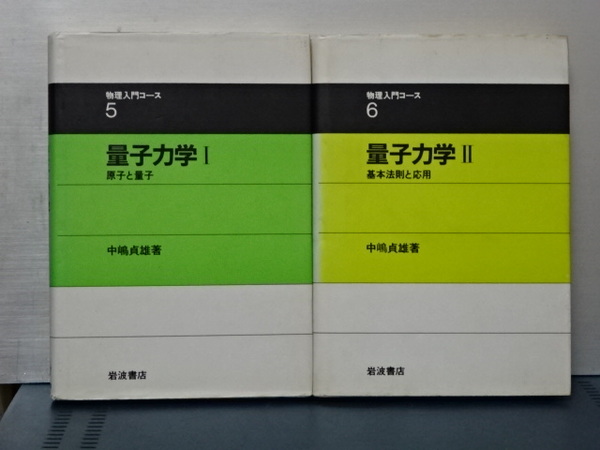 物理入門コース
5
量子力学 I
原子と量子
中嶋貞雄著
岩波書店
物理入門コース
6
量子力学 II
基本法則と応用
中嶋貞雄著
岩波書店